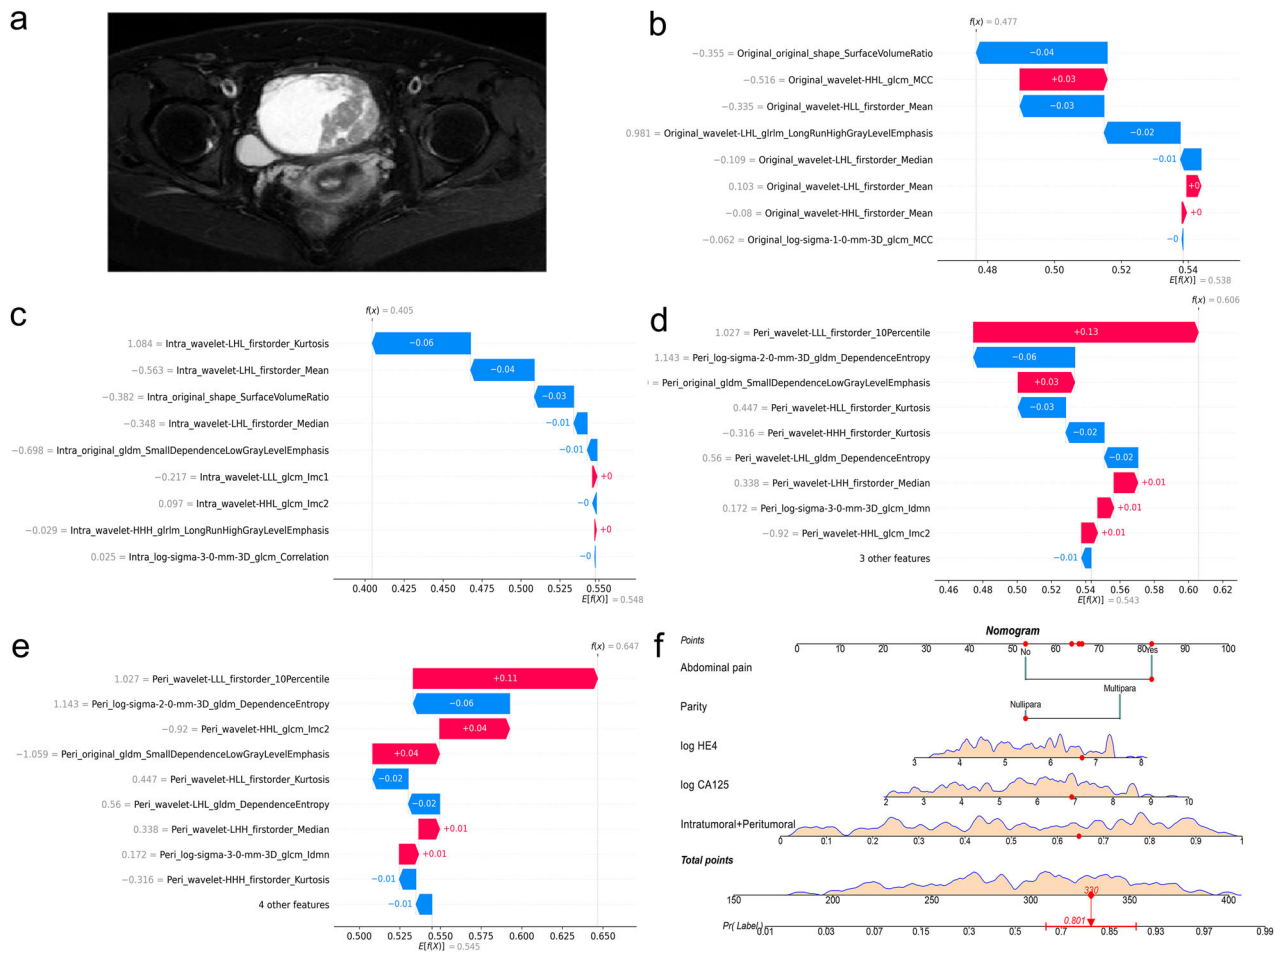 a
b
f(x) = 0.477
−0.355 = Original_original_shape_SurfaceVolumeRatio
−0.04
−0.516 = Original_wavelet-HHL_glcm_MCC
+0.03
−0.335 = Original_wavelet-HLL_firstorder_Mean
−0.03
0.981 = Original_wavelet-LHL_glrlm_LongRunHighGrayLevelEmphasis
−0.02
−0.109 = Original_wavelet-LHL_firstorder_Median
−0.01
0.103 = Original_wavelet-LHL_firstorder_Mean
+0
−0.08 = Original_wavelet-HHL_firstorder_Mean
+0
−0.062 = Original_log-sigma-1-0-mm-3D_glcm_MCC
−0
0.48 0.50 0.52 0.54
E[f(X)] = 0.538
c
f(x) = 0.405
1.084 = Intra_wavelet-LHL_firstorder_Kurtosis
−0.06
−0.563 = Intra_wavelet-LHL_firstorder_Mean
−0.04
−0.382 = Intra_original_shape_SurfaceVolumeRatio
−0.03
−0.348 = Intra_wavelet-LHL_firstorder_Median
−0.01
−0.698 = Intra_original_gldm_SmallDependenceLowGrayLevelEmphasis
−0.01
−0.217 = Intra_wavelet-LLL_glcm_Imc1
+0
0.097 = Intra_wavelet-HHL_glcm_Imc2
−0
−0.029 = Intra_wavelet-HHH_glrlm_LongRunHighGrayLevelEmphasis
+0
0.025 = Intra_log-sigma-3-0-mm-3D_glcm_Correlation
−0
0.400 0.425 0.450 0.475 0.500 0.525 0.550
E[f(X)] = 0.548
d
f(x) = 0.606
1.027 = Peri_wavelet-LLL_firstorder_10Percentile
+0.13
1.143 = Peri_log-sigma-2-0-mm-3D_gldm_DependenceEntropy
−0.06
= Peri_original_gldm_SmallDependenceLowGrayLevelEmphasis
+0.03
0.447 = Peri_wavelet-HLL_firstorder_Kurtosis
−0.03
−0.316 = Peri_wavelet-HHH_firstorder_Kurtosis
−0.02
0.56 = Peri_wavelet-LHL_gldm_DependenceEntropy
−0.02
0.338 = Peri_wavelet-LHH_firstorder_Median
+0.01
0.172 = Peri_log-sigma-3-0-mm-3D_glcm_Idmn
+0.01
−0.92 = Peri_wavelet-HHL_glcm_Imc2
+0.01
3 other features
−0.01
0.46 0.48 0.50 0.52 0.54 0.56 0.58 0.60 0.62
E[f(X)] = 0.543
e
f(x) = 0.647
1.027 = Peri_wavelet-LLL_firstorder_10Percentile
+0.11
1.143 = Peri_log-sigma-2-0-mm-3D_gldm_DependenceEntropy
−0.06
−0.92 = Peri_wavelet-HHL_glcm_Imc2
+0.04
−1.059 = Peri_original_gldm_SmallDependenceLowGrayLevelEmphasis
+0.04
0.447 = Peri_wavelet-HLL_firstorder_Kurtosis
−0.02
0.56 = Peri_wavelet-LHL_gldm_DependenceEntropy
−0.02
0.338 = Peri_wavelet-LHH_firstorder_Median
+0.01
0.172 = Peri_log-sigma-3-0-mm-3D_glcm_Idmn
+0.01
−0.316 = Peri_wavelet-HHH_firstorder_Kurtosis
−0.01
4 other features
−0.01
0.500 0.525 0.550 0.575 0.600 0.625 0.650
E[f(X)] = 0.545
f
Nomogram
Points
0 10 20 30 40 50 60 70 80 90 100
No Yes
Abdominal pain
Multipara
Parity
Nullipara
log HE4
3 4 5 6 7 8
log CA125
2 3 4 5 6 7 8 9 10
Intratumoral+Peritumoral
0 0.1 0.2 0.3 0.4 0.5 0.6 0.7 0.8 0.9 1
Total points
330
150 200 250 300 350 400
0.801
Pr( Label )
0.01 0.03 0.07 0.15 0.3 0.5 0.7 0.85 0.93 0.97 0.99